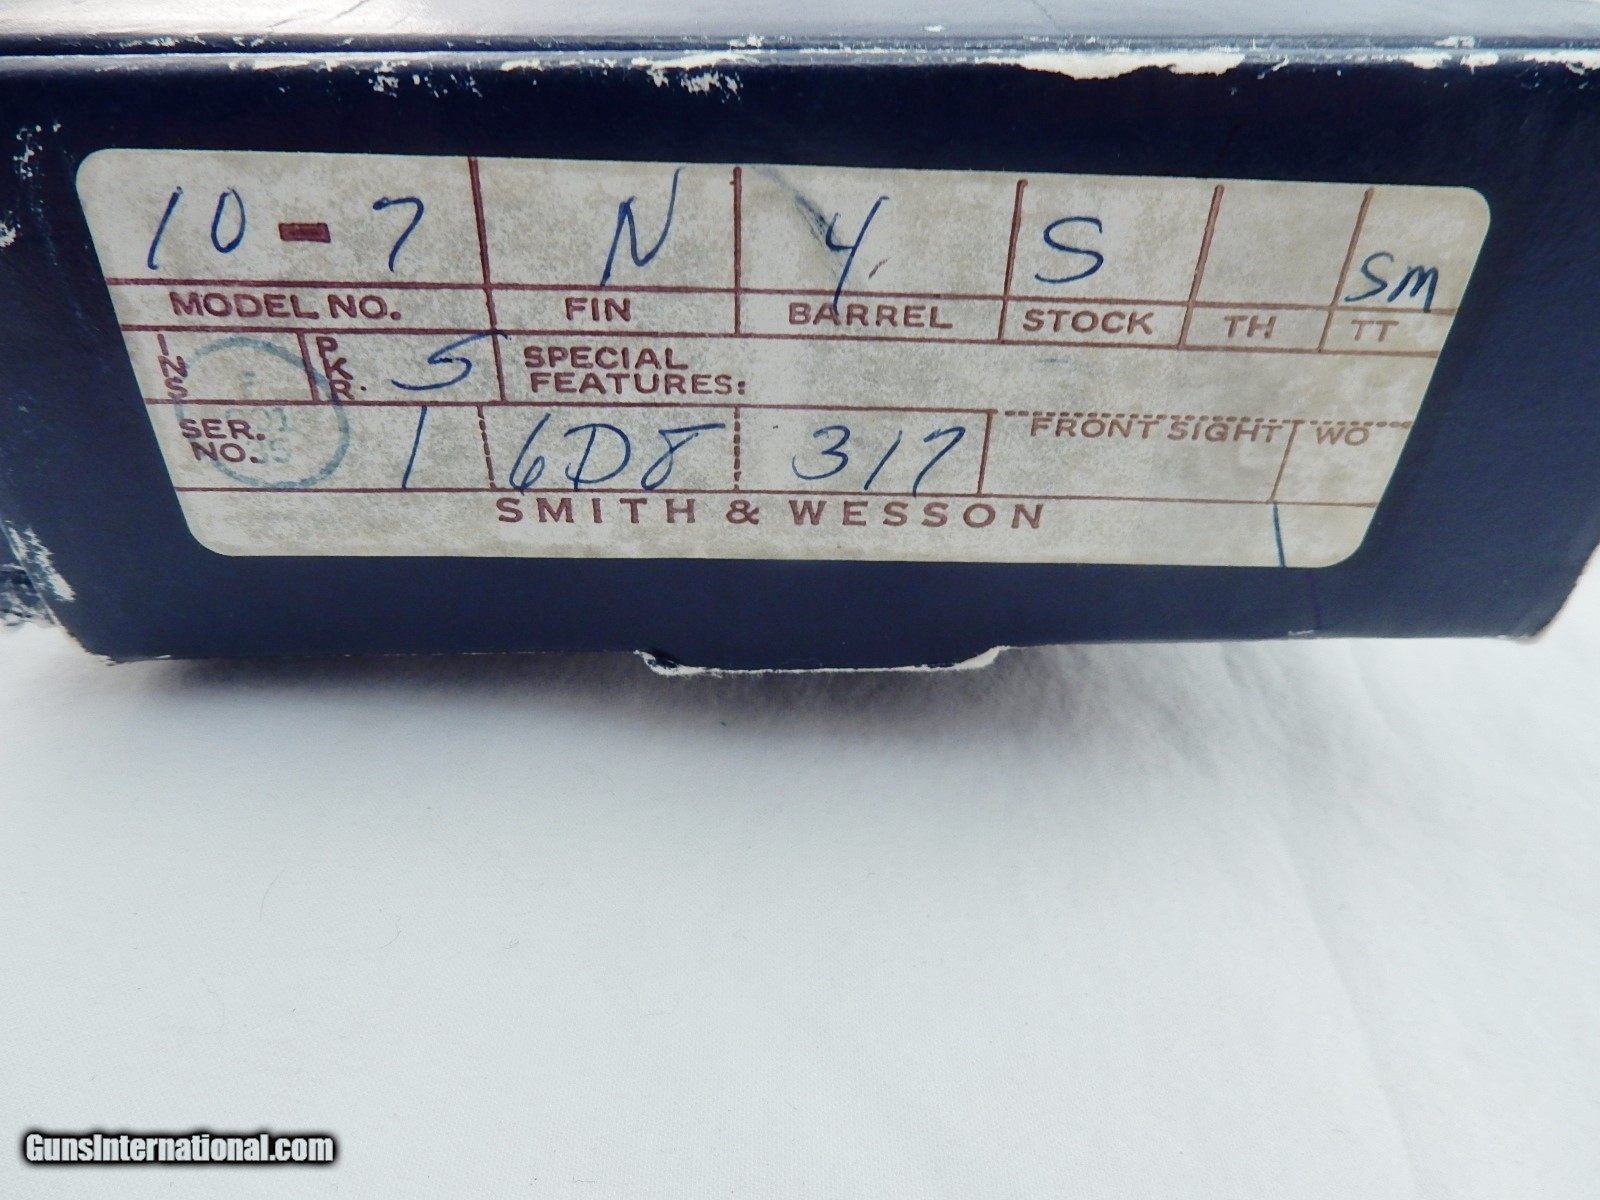 10-7 N 4 S Sm
MODEL NO. FIN BARREL STOCK TH TT
INS PKR. 5 SPECIAL FEATURES:
SER. NO. 1 6D8 317 FRONT SIGHT WO
SMITH & WESSON
GunsInternational.com